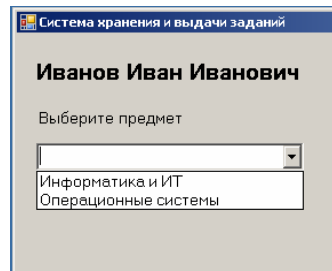 Система хранения и выдачи заданий
Иванов Иван Иванович
Выберите предмет
Информатика и ИТ
Операционные системы